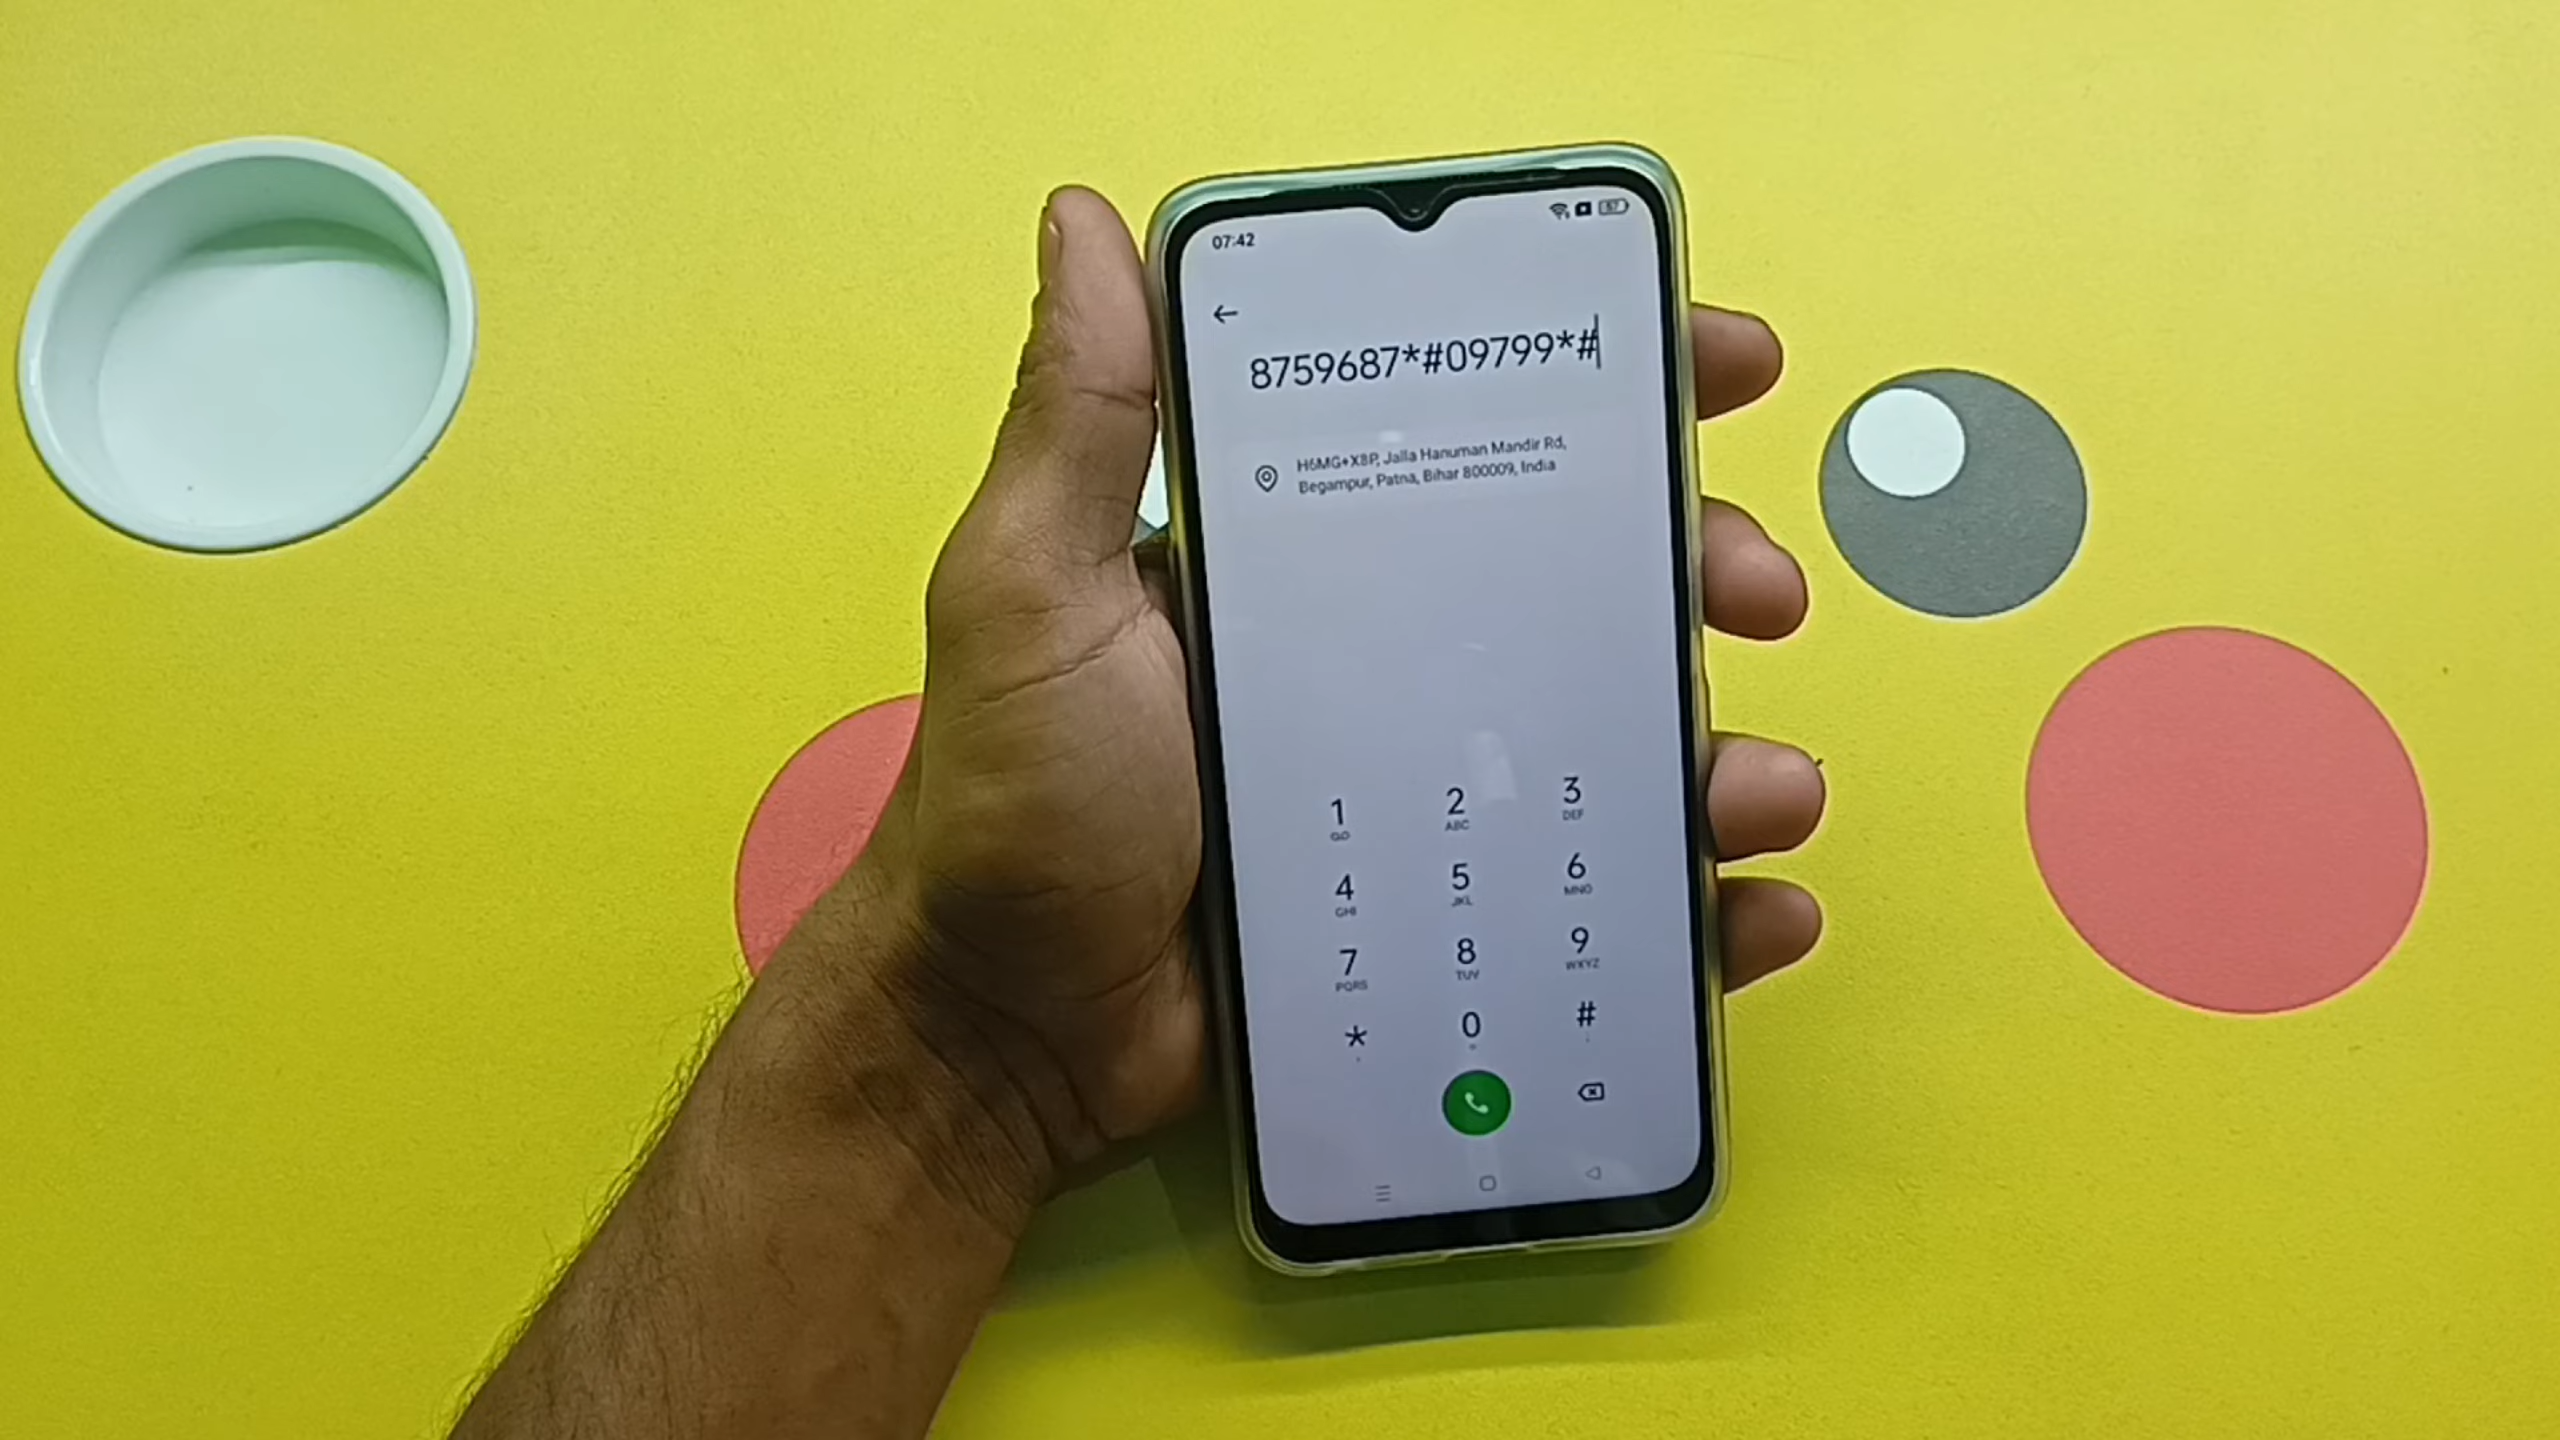 07:42
57
8759687*#09799*#
H6MG+X8P, Jalla Hanuman Mandir Rd,
Begampur, Patna, Bihar 800009, India
1 2 3
ABC DEF
4 5 6
GHI JKL MNO
7 8 9
PQRS TUV WXYZ
* 0 #